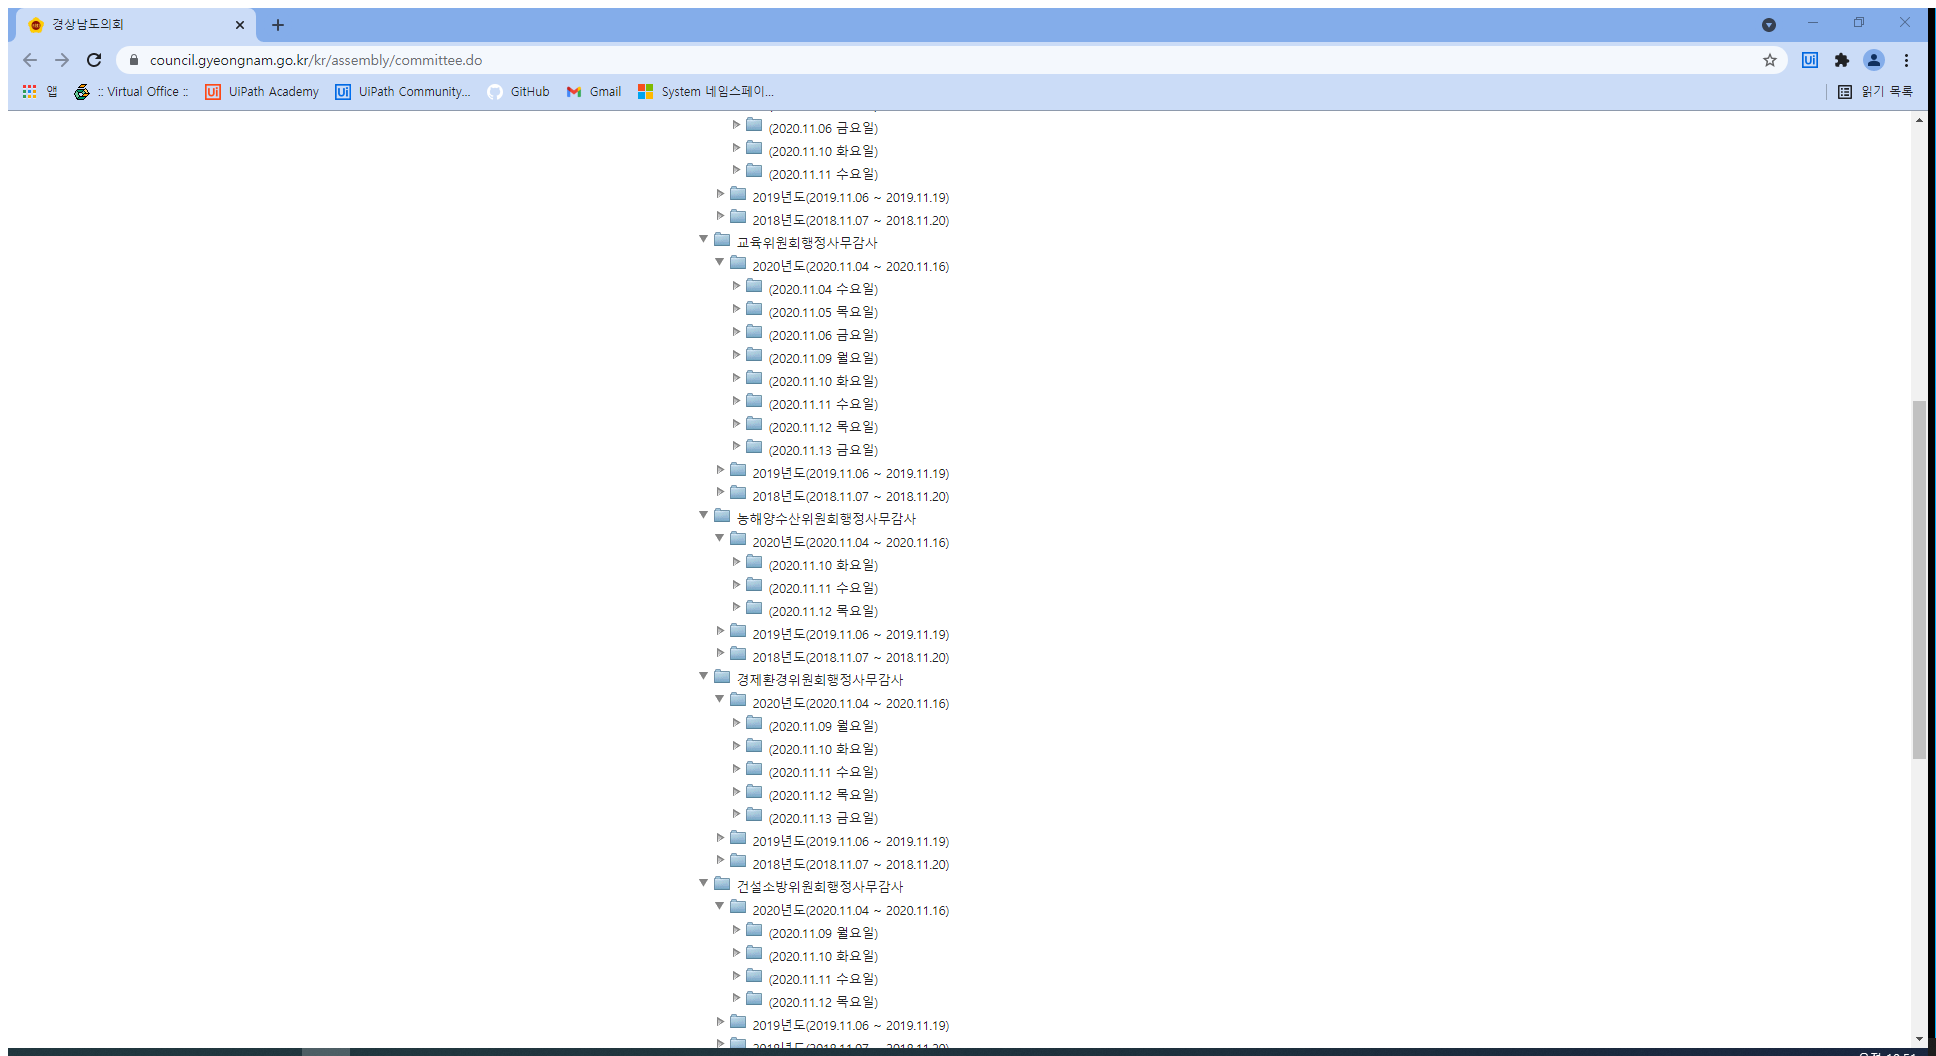 경상남도의회
council.gyeongnam.go.kr/kr/assembly/committee.do
앱 :: Virtual Office :: UiPath Academy UiPath Community... GitHub Gmail System 네임스페이... 읽기 목록
(2020.11.06 금요일)
(2020.11.10 화요일)
(2020.11.11 수요일)
2019년도(2019.11.06 ~ 2019.11.19)
2018년도(2018.11.07 ~ 2018.11.20)
교육위원회행정사무감사
2020년도(2020.11.04 ~ 2020.11.16)
(2020.11.04 수요일)
(2020.11.05 목요일)
(2020.11.06 금요일)
(2020.11.09 월요일)
(2020.11.10 화요일)
(2020.11.11 수요일)
(2020.11.12 목요일)
(2020.11.13 금요일)
2019년도(2019.11.06 ~ 2019.11.19)
2018년도(2018.11.07 ~ 2018.11.20)
농해양수산위원회행정사무감사
2020년도(2020.11.04 ~ 2020.11.16)
(2020.11.10 화요일)
(2020.11.11 수요일)
(2020.11.12 목요일)
2019년도(2019.11.06 ~ 2019.11.19)
2018년도(2018.11.07 ~ 2018.11.20)
경제환경위원회행정사무감사
2020년도(2020.11.04 ~ 2020.11.16)
(2020.11.09 월요일)
(2020.11.10 화요일)
(2020.11.11 수요일)
(2020.11.12 목요일)
(2020.11.13 금요일)
2019년도(2019.11.06 ~ 2019.11.19)
2018년도(2018.11.07 ~ 2018.11.20)
건설소방위원회행정사무감사
2020년도(2020.11.04 ~ 2020.11.16)
(2020.11.09 월요일)
(2020.11.10 화요일)
(2020.11.11 수요일)
(2020.11.12 목요일)
2019년도(2019.11.06 ~ 2019.11.19)
2018년도(2018.11.07 ~ 2018.11.20)